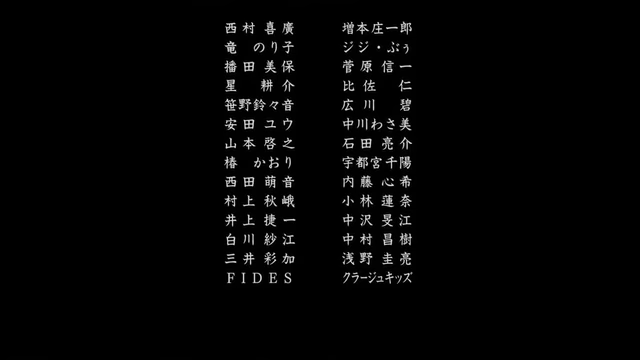 西村喜廣 増本庄一郎
竜 のり子 ジジ・ぶぅ
播田美保 菅原信一
星 耕介 比佐 仁
笹野鈴々音 広川 碧
安田ユウ 中川わさ美
山本啓之 石田亮介
椿 かおり 宇都宮千陽
西田萌音 内藤心希
村上秋峨 小林蓮奈
井上捷一 中沢旻江
白川紗江 中村昌樹
三井彩加 浅野圭亮
FIDES クラージュキッズ